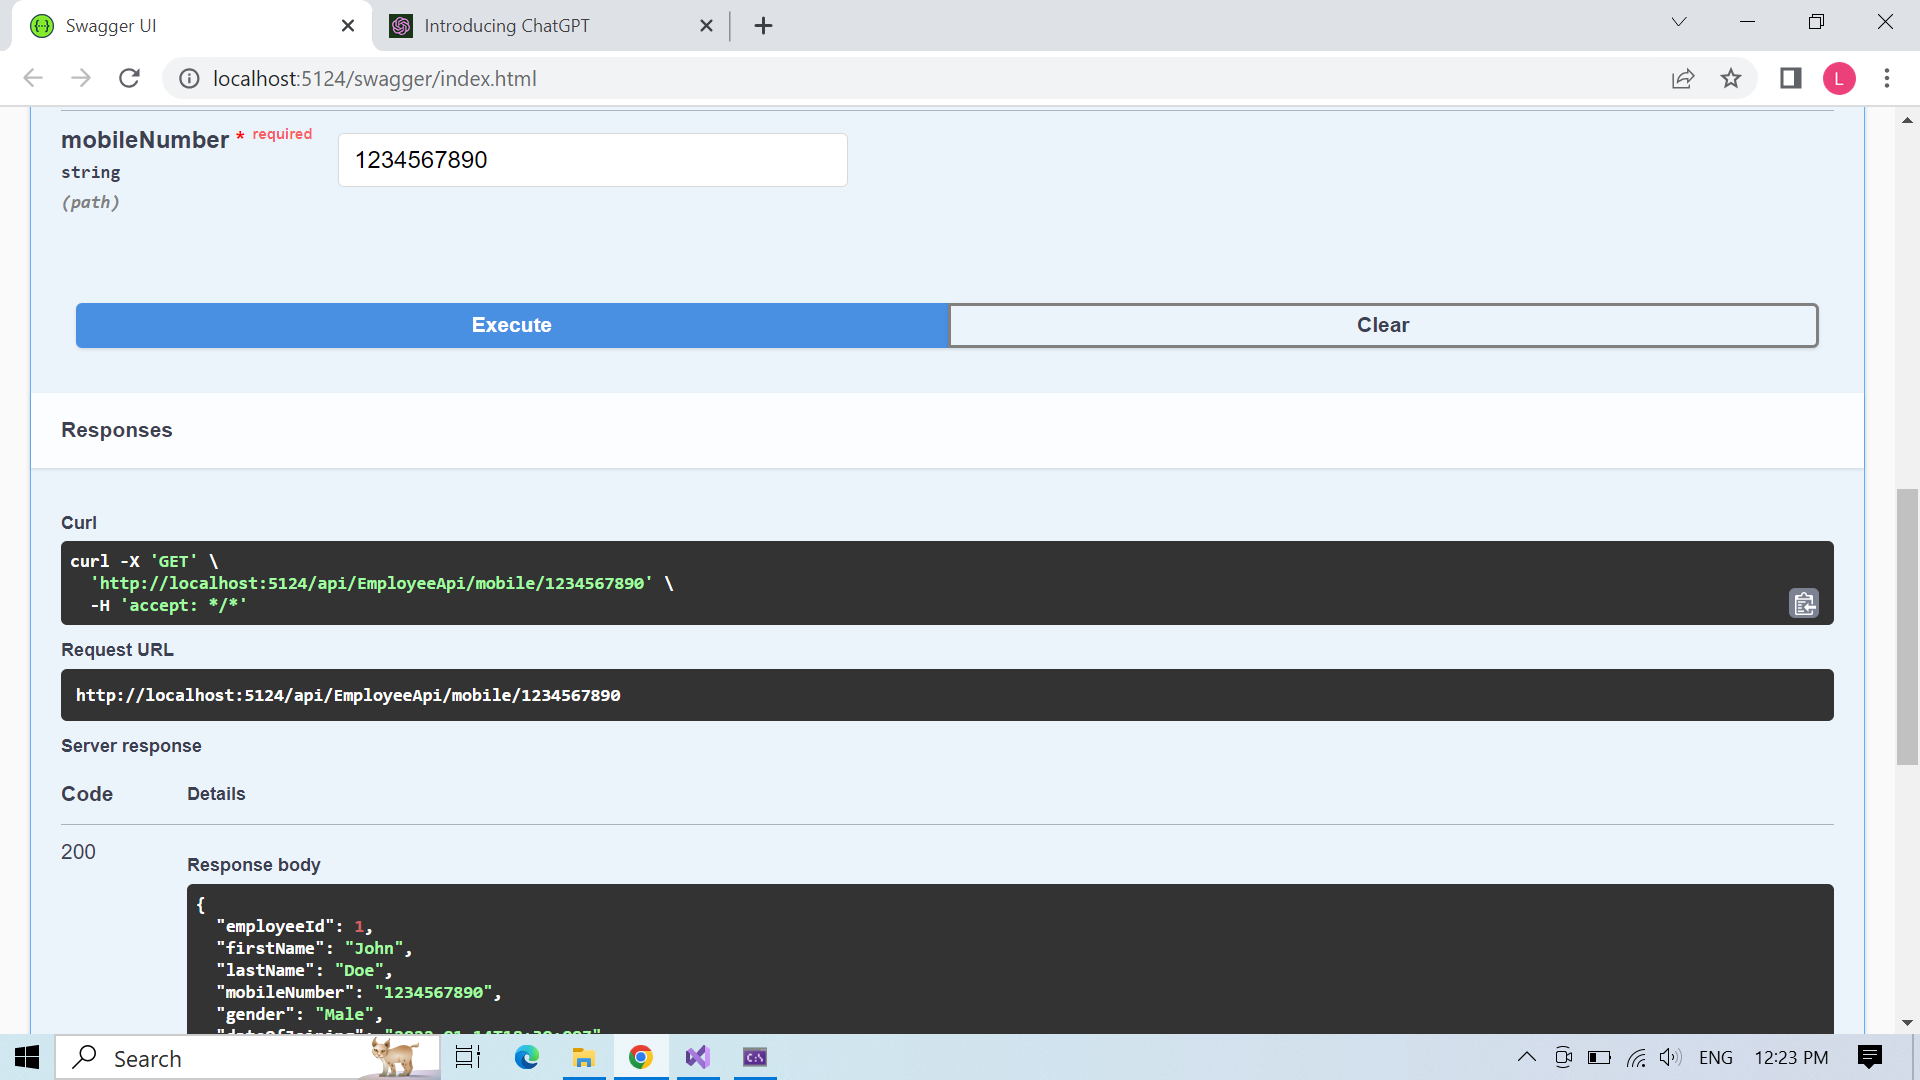 Swagger UI
Introducing ChatGPT
localhost:5124/swagger/index.html
L
mobileNumber * required
string
(path)
1234567890
Execute
Clear
Responses
Curl
curl -X 'GET' \
'http://localhost:5124/api/EmployeeApi/mobile/1234567890' \
-H 'accept: */*'
Request URL
http://localhost:5124/api/EmployeeApi/mobile/1234567890
Server response
Code
Details
200
Response body
{
"employeeId": 1,
"firstName": "John",
"lastName": "Doe",
"mobileNumber": "1234567890",
"gender": "Male",
Search
ENG
12:23 PM